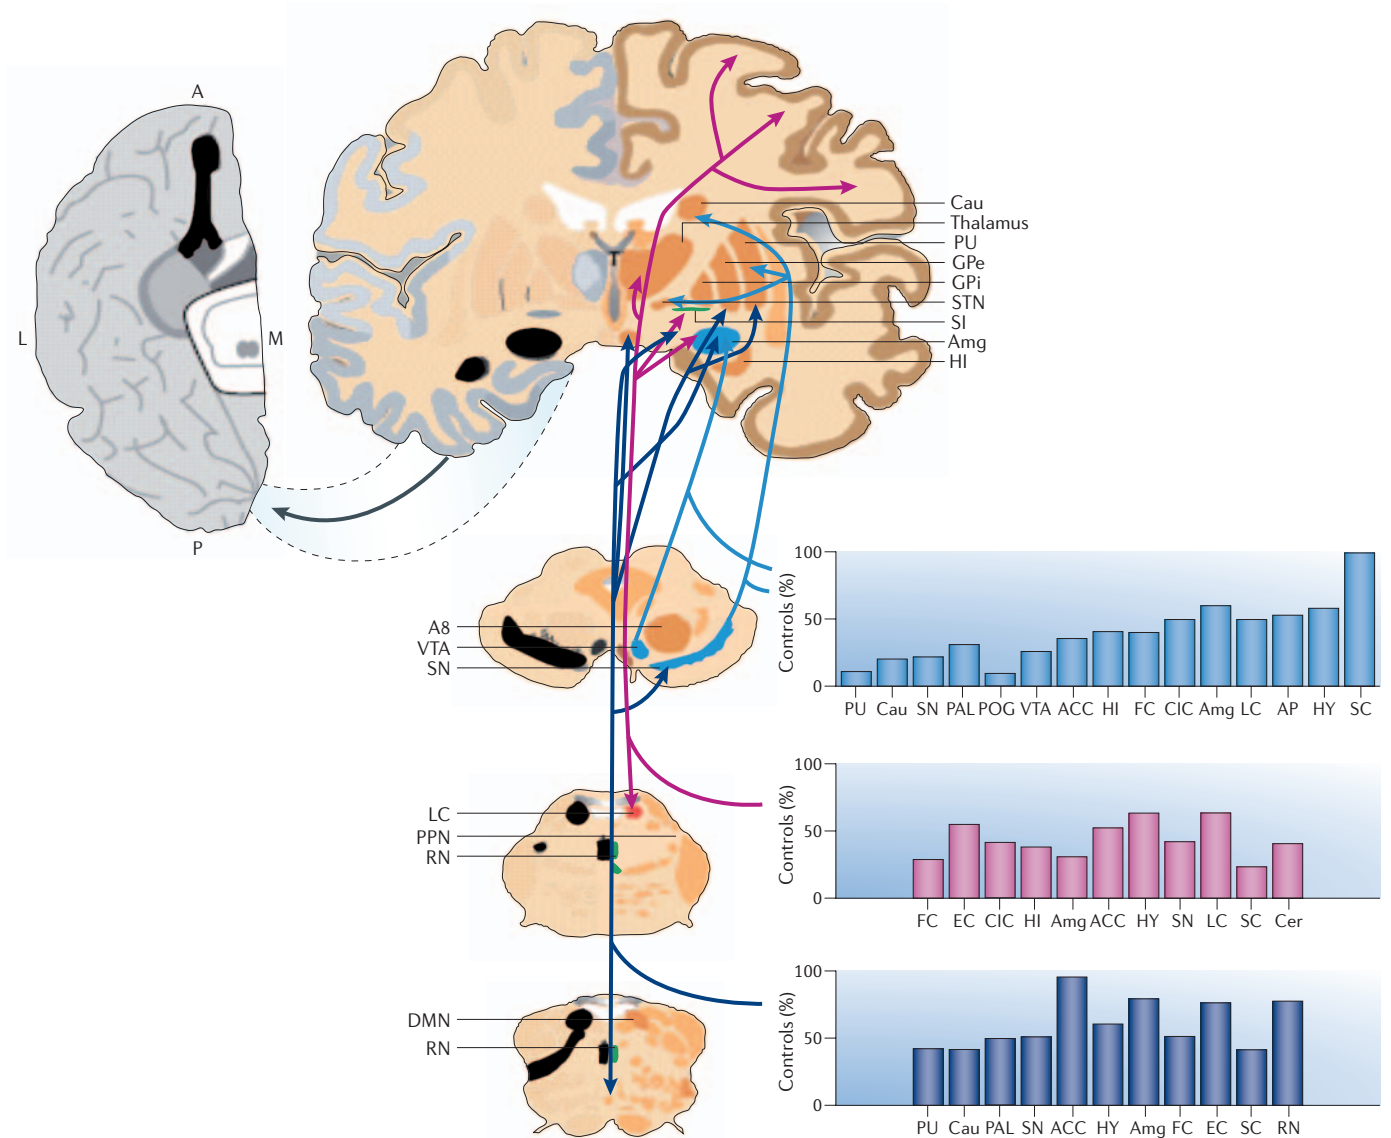 A
L
M
P
T
Cau
Thalamus
PU
GPe
GPi
STN
SI
Amg
HI
A8
VTA
SN
LC
PPN
RN
DMN
RN
Controls (%)
100
50
0
PU Cau SN PAL POG VTA ACC HI FC CIC Amg LC AP HY SC
Controls (%)
100
50
0
FC EC CIC HI Amg ACC HY SN LC SC Cer
Controls (%)
100
50
0
PU Cau PAL SN ACC HY Amg FC EC SC RN